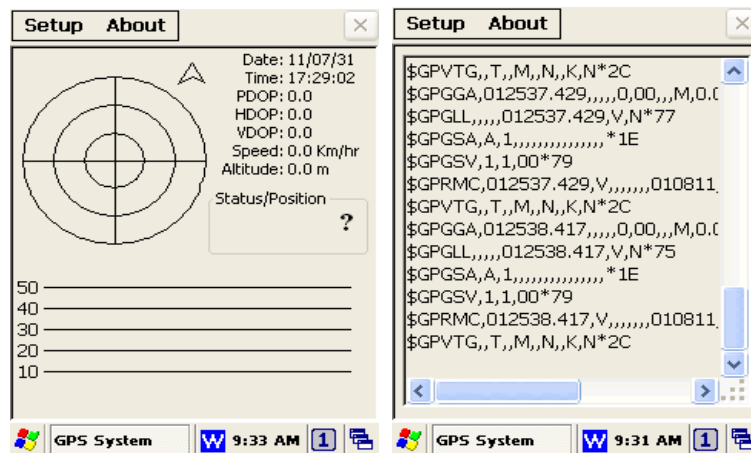 Setup About
Date: 11/07/31
Time: 17:29:02
PDOP: 0.0
HDOP: 0.0
VDOP: 0.0
Speed: 0.0 Km/hr
Altitude: 0.0 m
Status/Position
?
50
40
30
20
10
GPS System W 9:33 AM 1
Setup About
$GPVTG,,T,,M,,N,,K,N*2C
$GPGGA,012537.429,,,,,0,00,,,M,0.0
$GPGLL,,,,,012537.429,V,N*77
$GPGSA,A,1,,,,,,,,,,,,,,,*1E
$GPGSV,1,1,00*79
$GPRMC,012537.429,V,,,,,,,010811,
$GPVTG,,T,,M,,N,,K,N*2C
$GPGGA,012538.417,,,,,0,00,,,M,0.0
$GPGLL,,,,,012538.417,V,N*75
$GPGSA,A,1,,,,,,,,,,,,,,,*1E
$GPGSV,1,1,00*79
$GPRMC,012538.417,V,,,,,,,010811,
$GPVTG,,T,,M,,N,,K,N*2C
GPS System W 9:31 AM 1